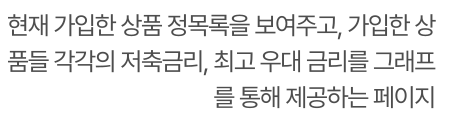 현재 가입한 상품 정목록을 보여주고, 가입한 상
품들 각각의 저축금리, 최고 우대 금리를 그래프
를 통해 제공하는 페이지